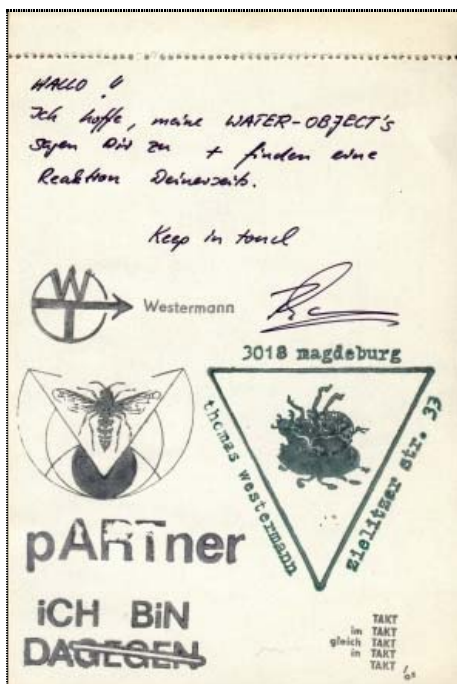 HALLO !!
Ich hoffe, meine WATER-OBJECT's
sagen Dir zu + finden eine
Reaktion Deinerseits.
Keep in touch
WT
Westermann
3018 magdeburg
thomas westermann
zielitzer str. 33
pARTner
iCH BiN
DAGEGEN
TAKT
im TAKT
gleich TAKT
in TAKT
TAKT